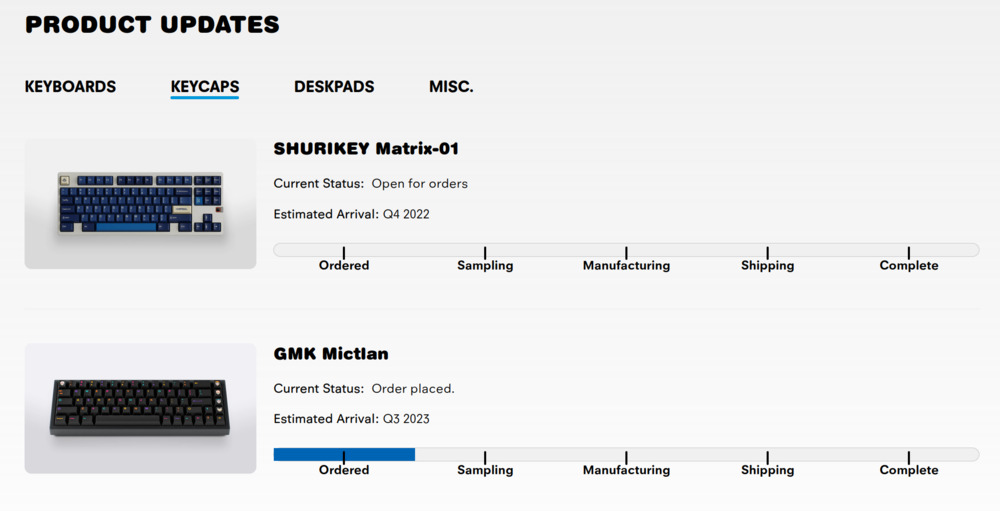 PRODUCT UPDATES
KEYBOARDS KEYCAPS DESKPADS MISC.
SHURIKEY Matrix-01
Current Status: Open for orders
Estimated Arrival: Q4 2022
Ordered Sampling Manufacturing Shipping Complete
GMK Mictlan
Current Status: Order placed.
Estimated Arrival: Q3 2023
Ordered Sampling Manufacturing Shipping Complete